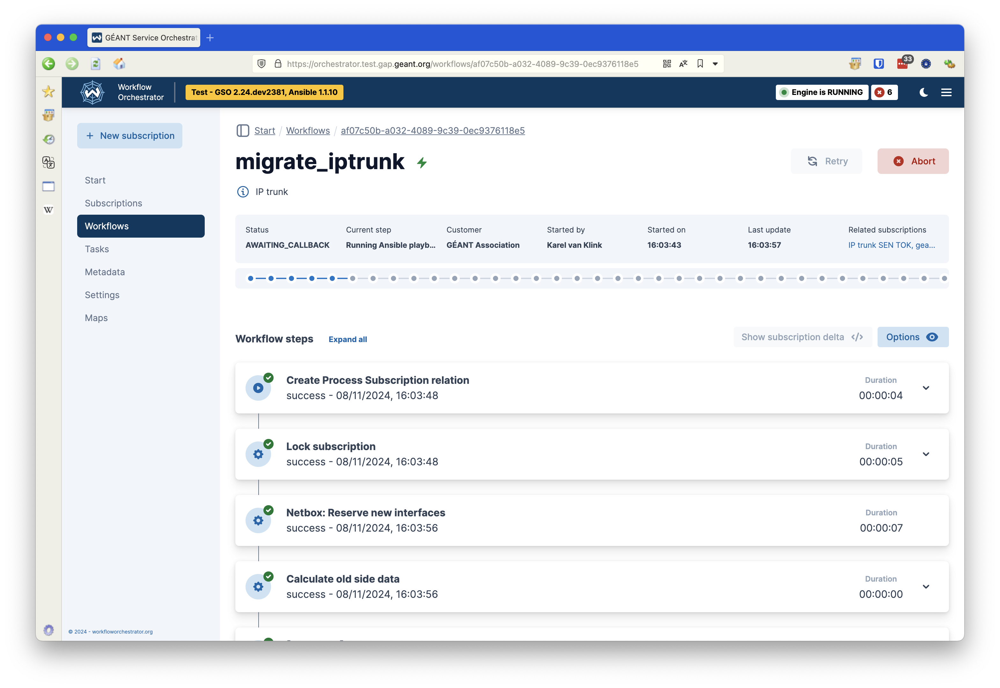 GÉANT Service Orchestrat
33
https://orchestrator.test.gap.geant.org/workflows/af07c50b-a032-4089-9c39-0ec9376118e5
W
Workflow
Orchestrator
Test - GSO 2.24.dev2381, Ansible 1.1.10
Engine is RUNNING
6
+ New subscription
Start
Subscriptions
Workflows
Tasks
Metadata
Settings
Maps
© 2024 - workfloworchestrator.org
Start / Workflows / af07c50b-a032-4089-9c39-0ec9376118e5
migrate_iptrunk
Retry
Abort
IP trunk
Status
AWAITING_CALLBACK
Current step
Running Ansible playb...
Customer
GÉANT Association
Started by
Karel van Klink
Started on
16:03:43
Last update
16:03:57
Related subscriptions
IP trunk SEN TOK, gea...
Workflow steps
Expand all
Show subscription delta </>
Options
Create Process Subscription relation
success - 08/11/2024, 16:03:48
Duration
00:00:04
Lock subscription
success - 08/11/2024, 16:03:48
Duration
00:00:05
Netbox: Reserve new interfaces
success - 08/11/2024, 16:03:56
Duration
00:00:07
Calculate old side data
success - 08/11/2024, 16:03:56
Duration
00:00:00